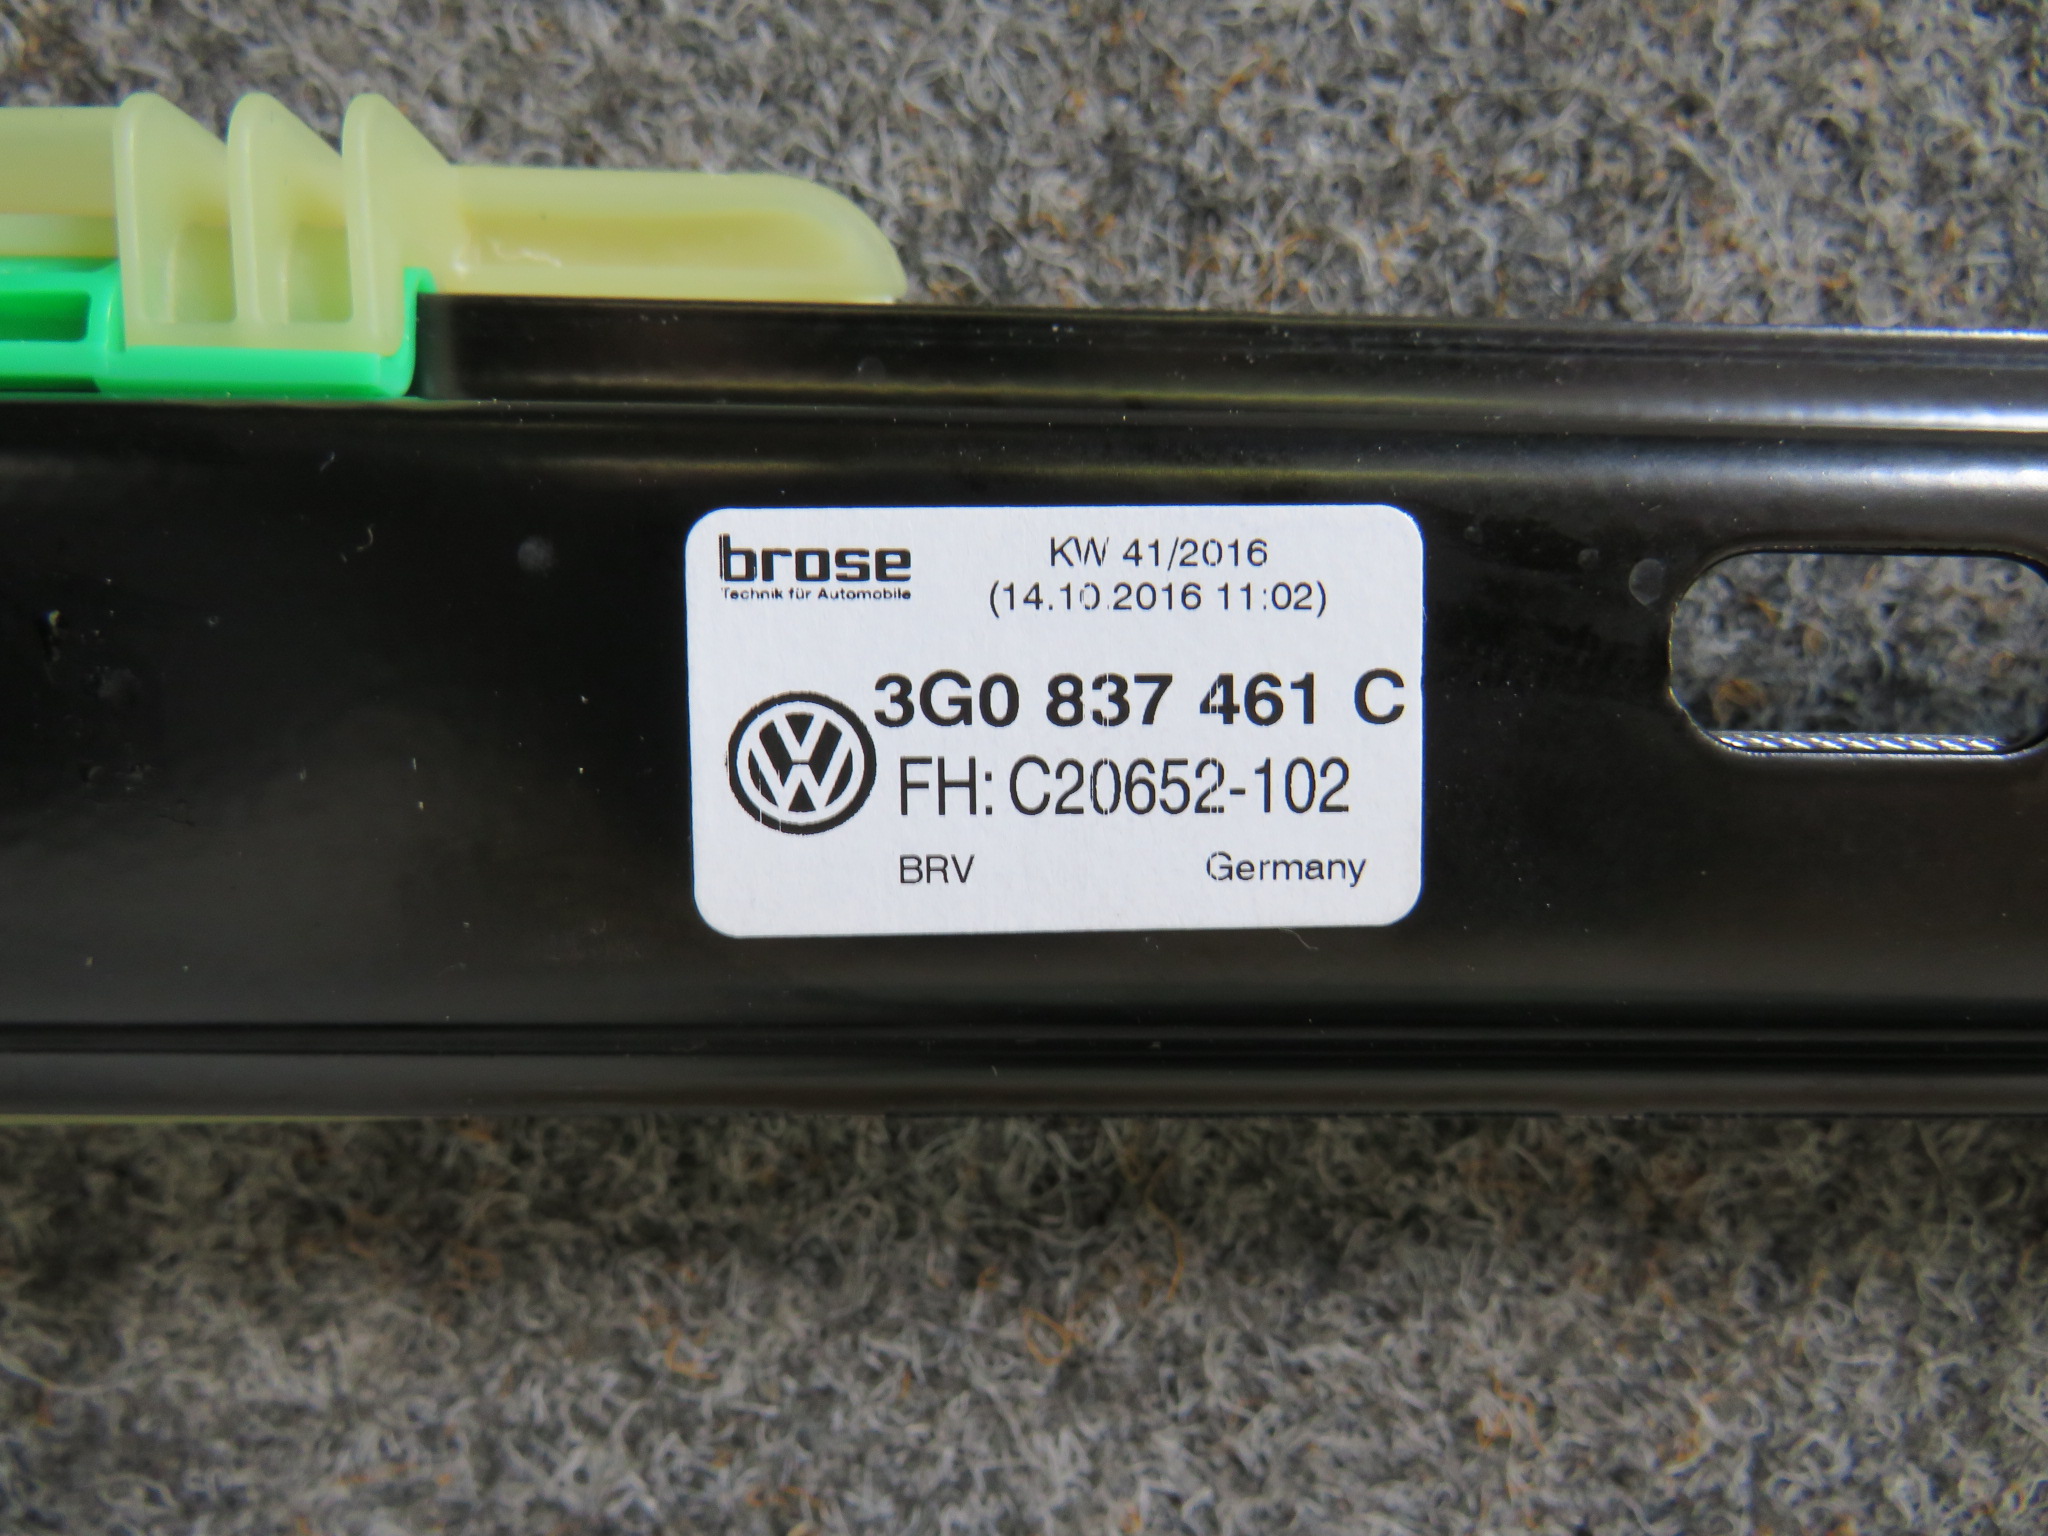 brose
Technik für Automobile
KW 41/2016
(14.10.2016 11:02)
3G0 837 461 C
FH: C20652-102
BRV
Germany